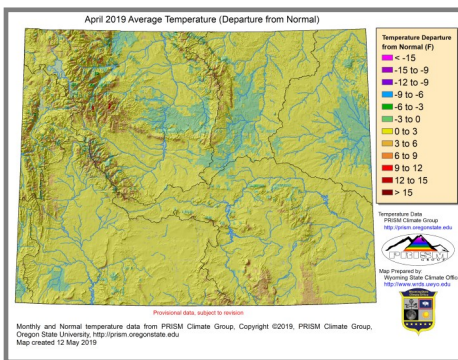 April 2019 Average Temperature (Departure from Normal)
Temperature Departure
from Normal (F)
< -15
-15 to -9
-12 to -9
-9 to -6
-6 to -3
-3 to 0
0 to 3
3 to 6
6 to 9
9 to 12
12 to 15
> 15
Temperature Data
PRISM Climate Group
http://prism.oregonstate.edu
PRISM
GROUP
Map Prepared by:
Wyoming State Climate Offic
http://www.wrds.uwyo.edu
Provisional data, subject to revision
Monthly and Normal temperature data from PRISM Climate Group, Copyright ©2019, PRISM Climate Group,
Oregon State University, http://prism.oregonstate.edu
Map created 12 May 2019